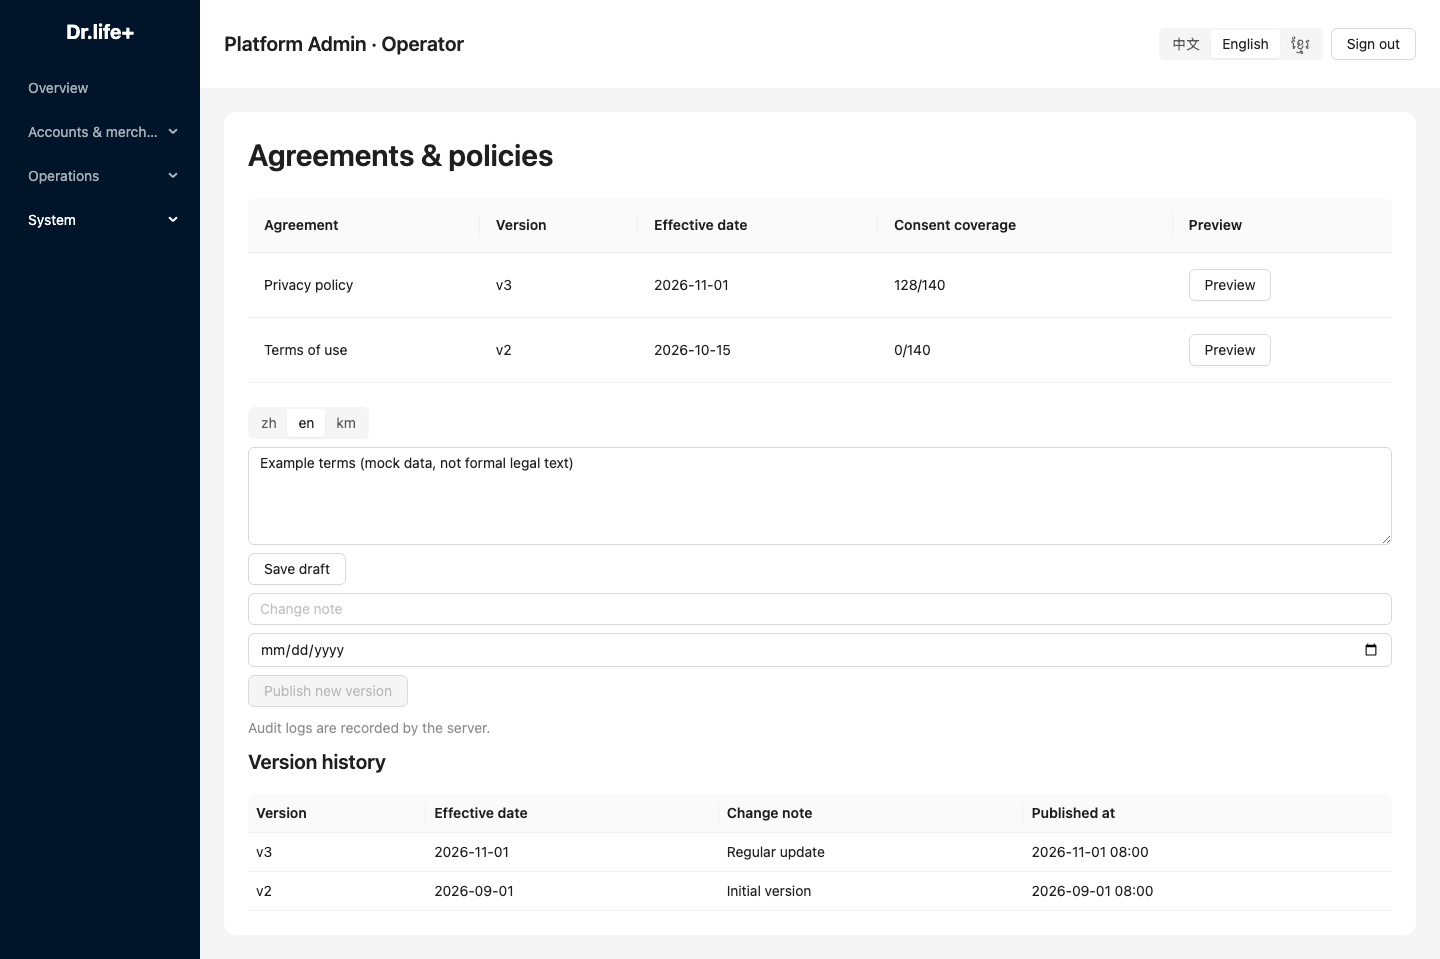 Dr.life+
Platform Admin · Operator
中文 English ខ្មែរ Sign out
Overview
Accounts & merch...
Operations
System
Agreements & policies
Agreement Version Effective date Consent coverage Preview
Privacy policy v3 2026-11-01 128/140 Preview
Terms of use v2 2026-10-15 0/140 Preview
zh en km
Example terms (mock data, not formal legal text)
Save draft
Change note
mm/dd/yyyy
Publish new version
Audit logs are recorded by the server.
Version history
Version Effective date Change note Published at
v3 2026-11-01 Regular update 2026-11-01 08:00
v2 2026-09-01 Initial version 2026-09-01 08:00